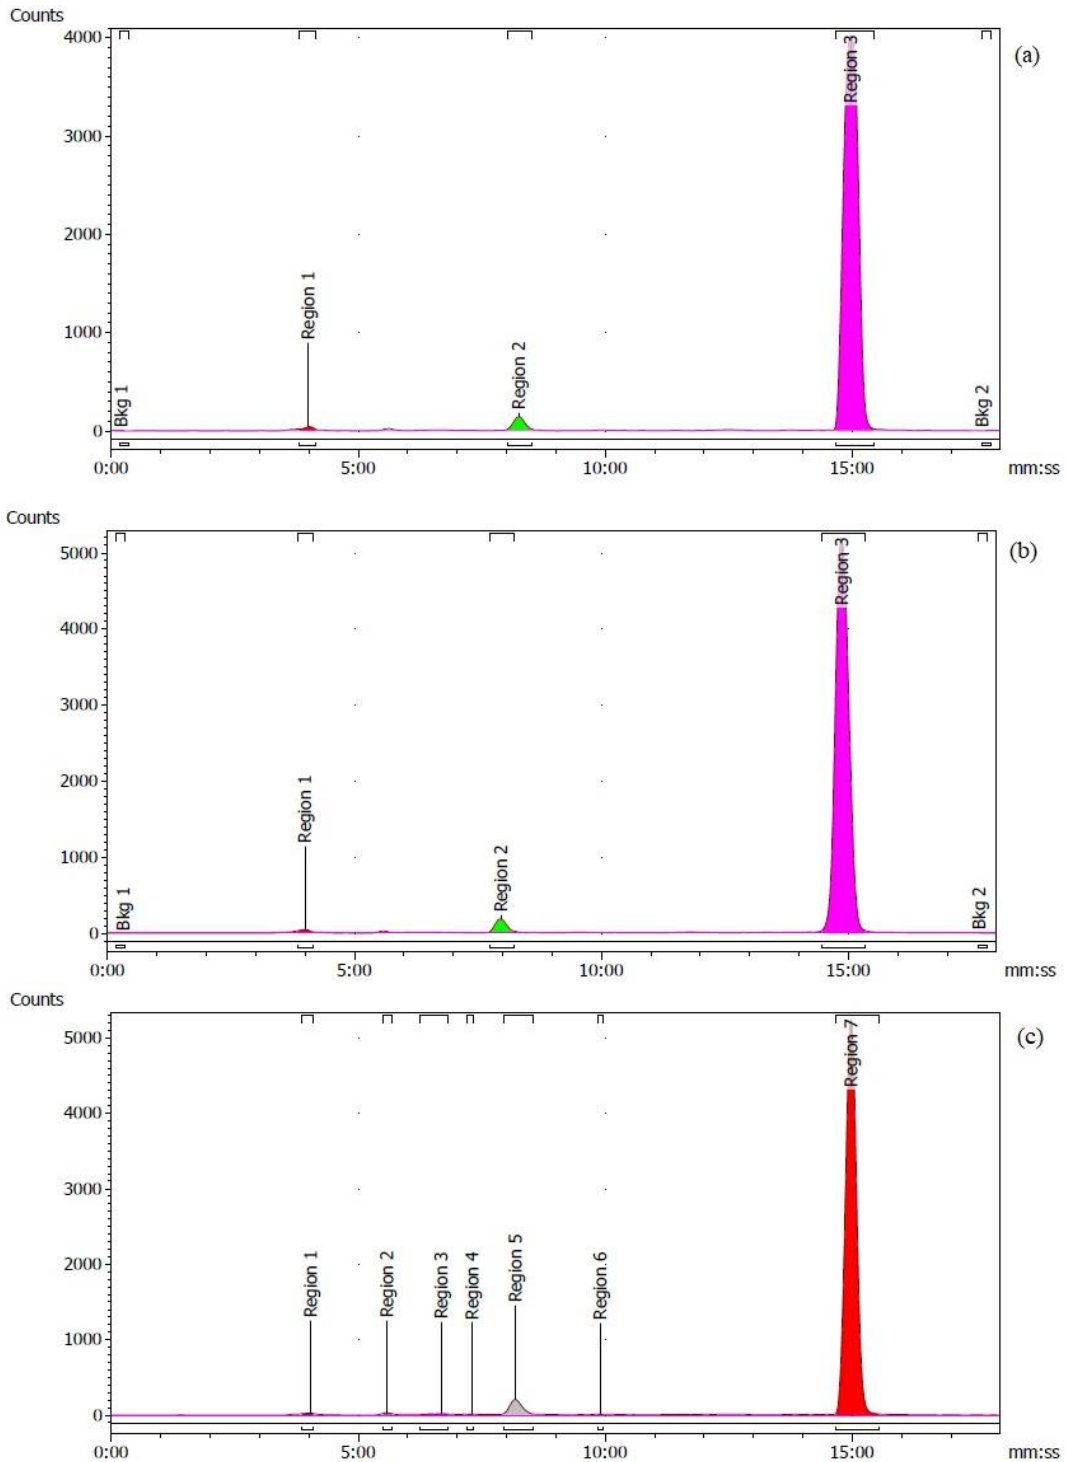 Counts
(a)
4000
3000
2000
1000
0
Bkg 1
Region 1
Region 2
Region 3
Bkg 2
0:00 5:00 10:00 15:00 mm:ss
Counts
(b)
5000
4000
3000
2000
1000
0
Bkg 1
Region 1
Region 2
Region 3
Bkg 2
0:00 5:00 10:00 15:00 mm:ss
Counts
(c)
5000
4000
3000
2000
1000
0
Region 1
Region 2
Region 3
Region 4
Region 5
Region 6
Region 7
0:00 5:00 10:00 15:00 mm:ss